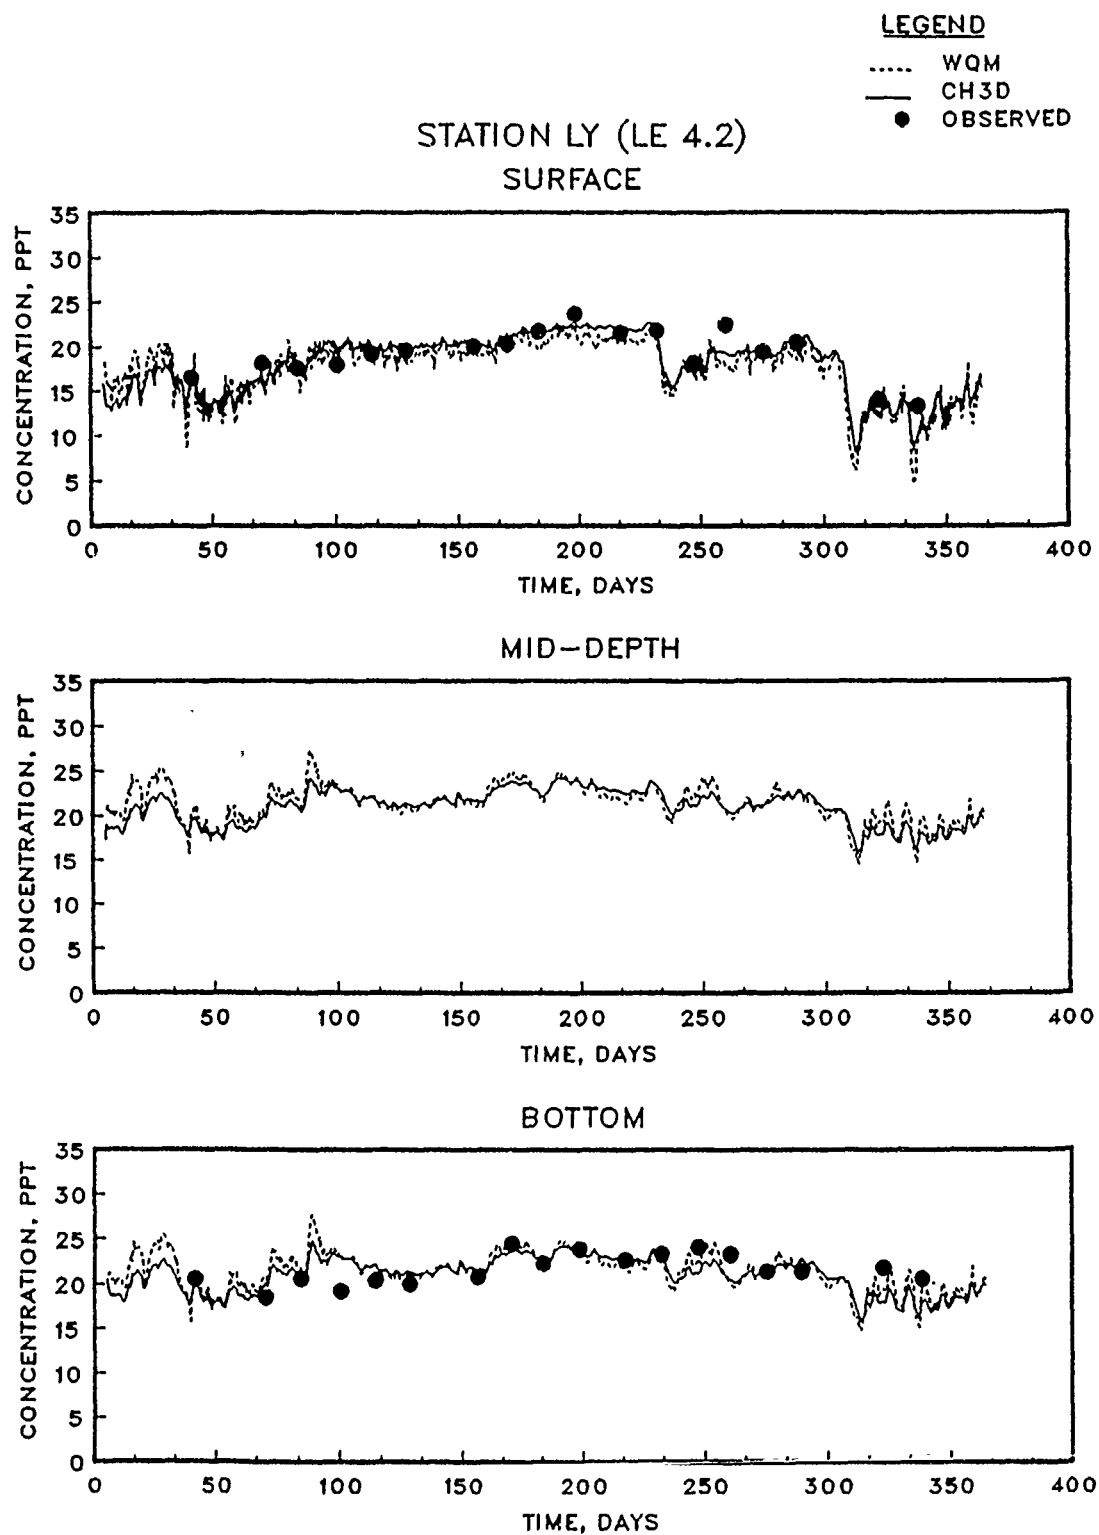 LEGEND
WQM
CH3D
OBSERVED
STATION LY (LE 4.2)
SURFACE
CONCENTRATION, PPT
35
30
25
20
15
10
5
0
0 50 100 150 200 250 300 350 400
TIME, DAYS
MID-DEPTH
CONCENTRATION, PPT
35
30
25
20
15
10
5
0
0 50 100 150 200 250 300 350 400
TIME, DAYS
BOTTOM
CONCENTRATION, PPT
35
30
25
20
15
10
5
0
0 50 100 150 200 250 300 350 400
TIME, DAYS